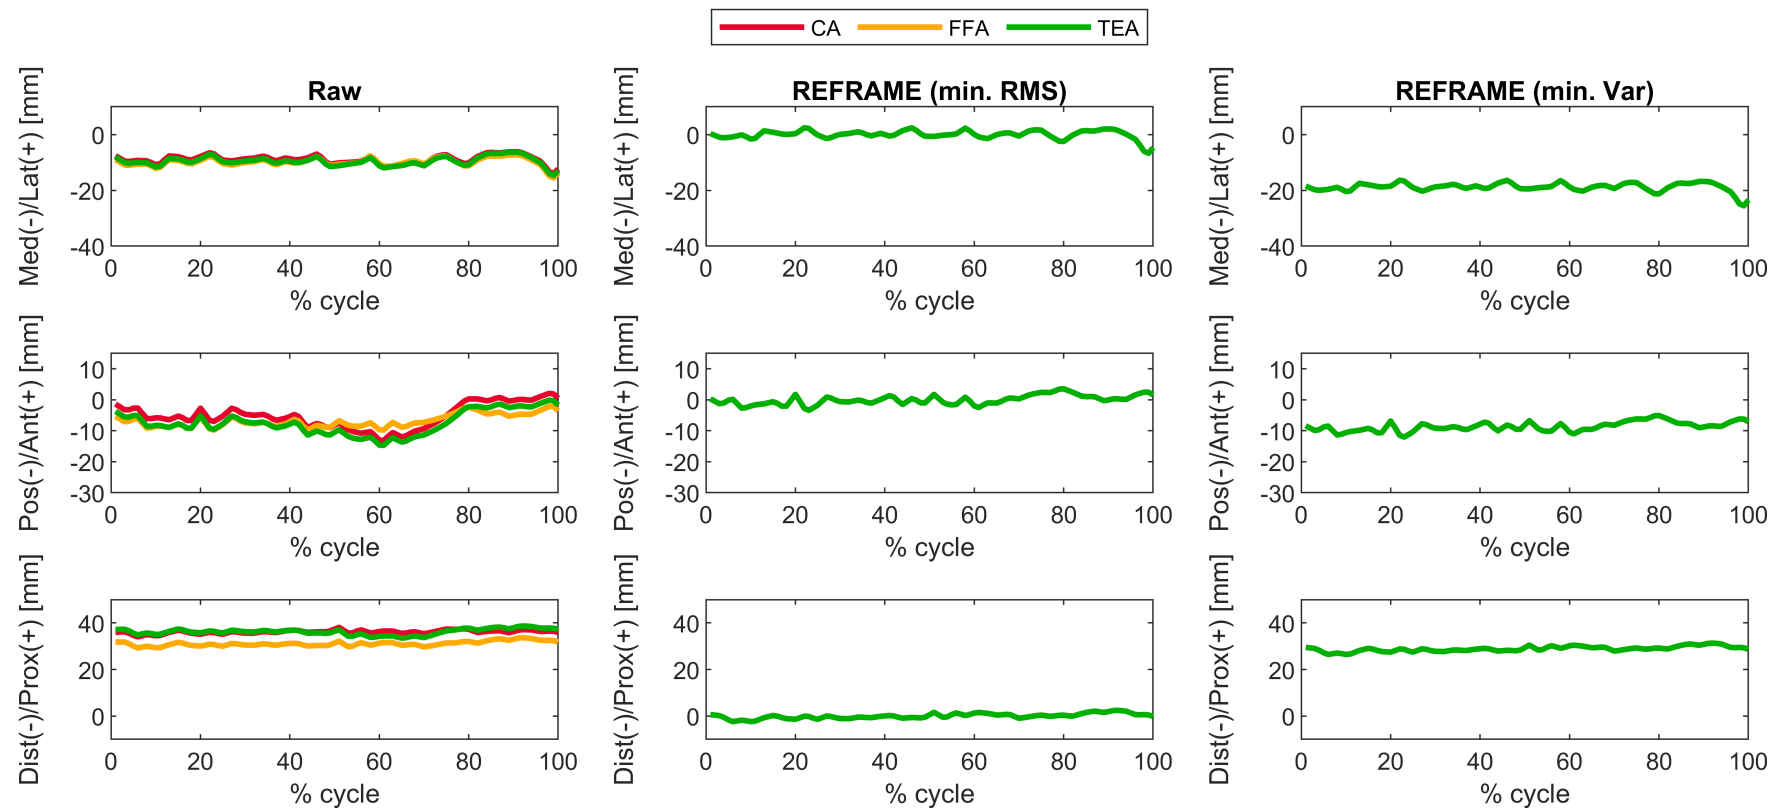 CA FFA TEA
Raw
REFRAME (min. RMS)
REFRAME (min. Var)
Med(-)/Lat(+) [mm]
0
-20
-40
0 20 40 60 80 100
% cycle
Med(-)/Lat(+) [mm]
0
-20
-40
0 20 40 60 80 100
% cycle
Med(-)/Lat(+) [mm]
0
-20
-40
0 20 40 60 80 100
% cycle
Pos(-)/Ant(+) [mm]
10
0
-10
-20
-30
0 20 40 60 80 100
% cycle
Pos(-)/Ant(+) [mm]
10
0
-10
-20
-30
0 20 40 60 80 100
% cycle
Pos(-)/Ant(+) [mm]
10
0
-10
-20
-30
0 20 40 60 80 100
% cycle
Dist(-)/Prox(+) [mm]
40
20
0
0 20 40 60 80 100
% cycle
Dist(-)/Prox(+) [mm]
40
20
0
0 20 40 60 80 100
% cycle
Dist(-)/Prox(+) [mm]
40
20
0
0 20 40 60 80 100
% cycle